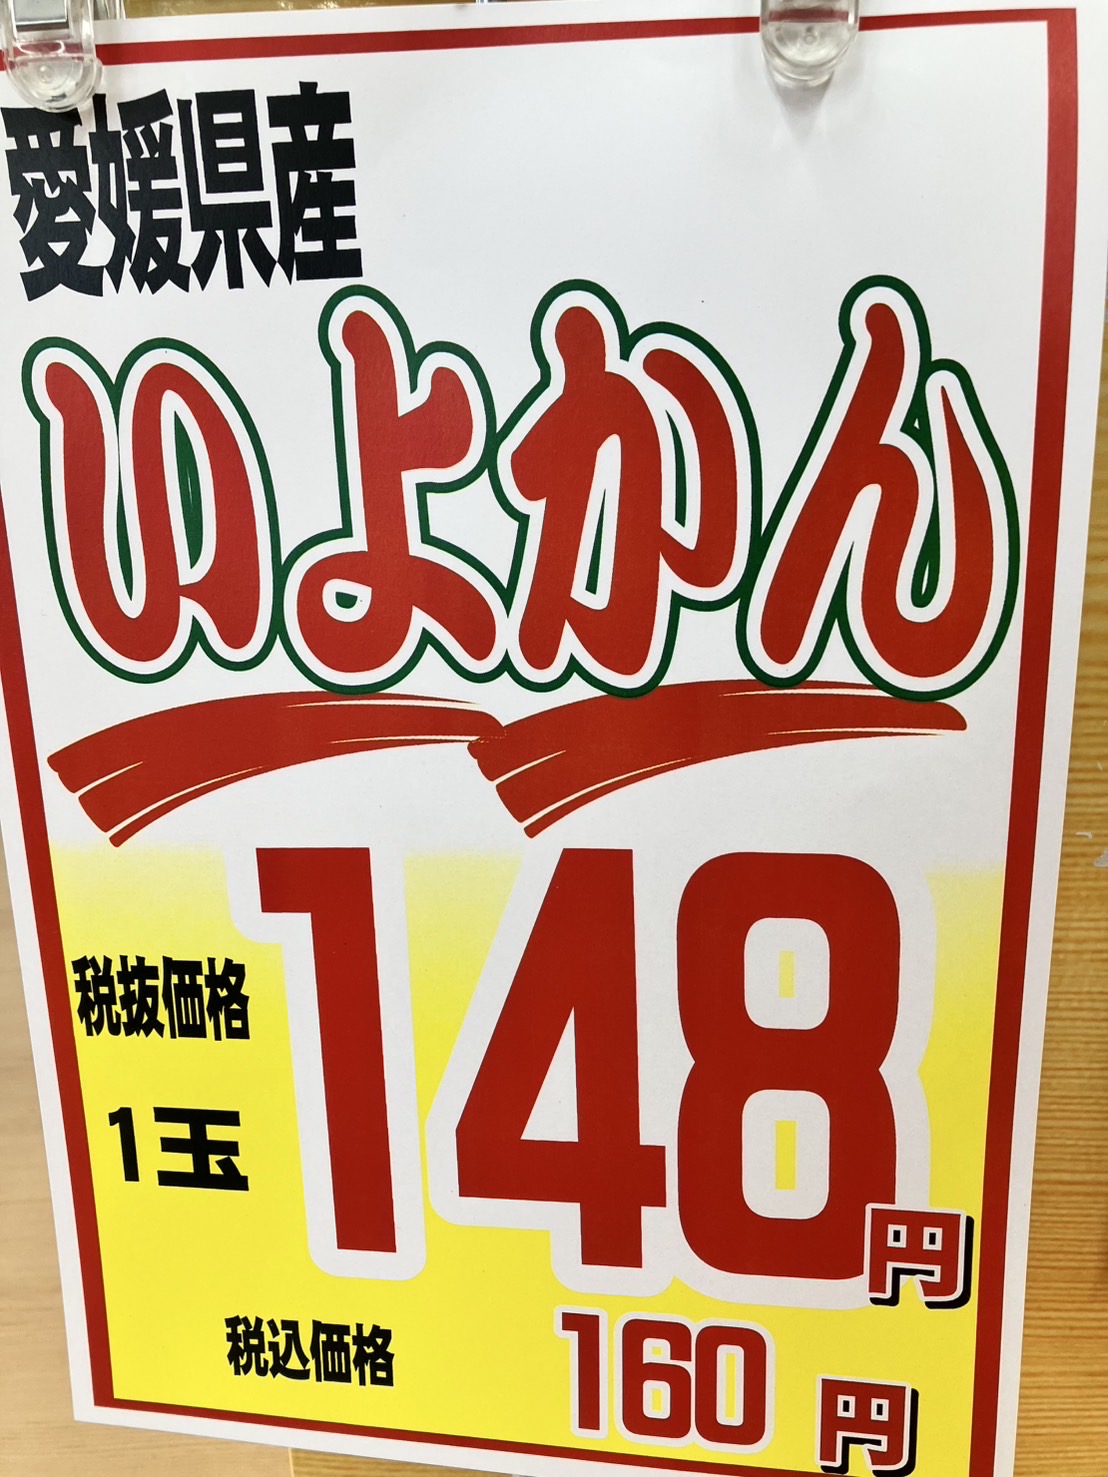 愛媛県産
いよかん
税抜価格
1玉
148円
税込価格 160円